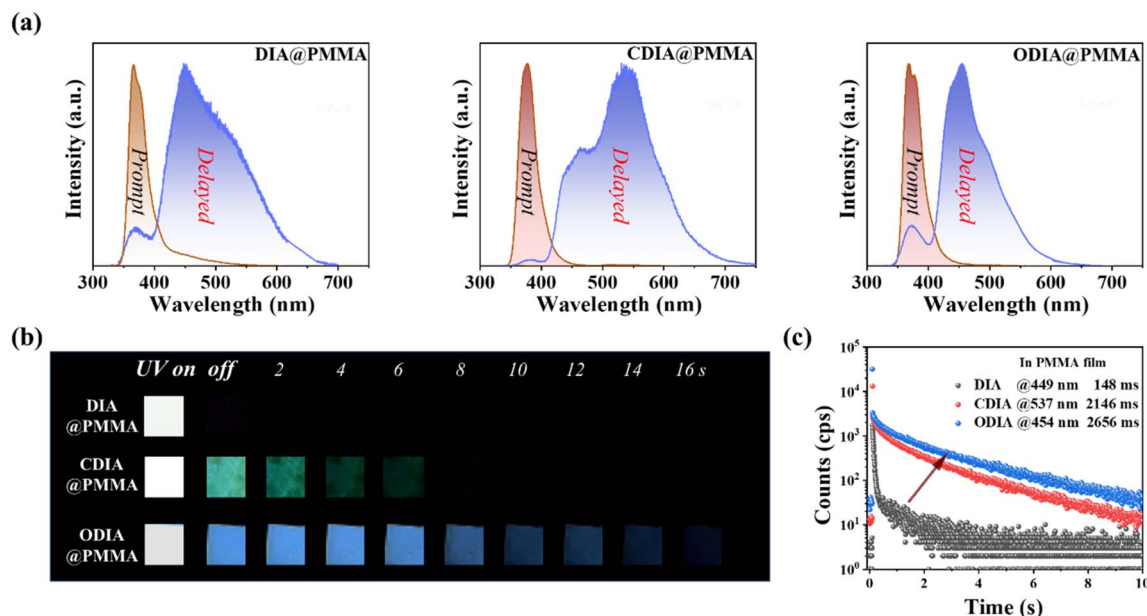 (a)
DIA@PMMA
CDIA@PMMA
ODIA@PMMA
Intensity (a.u.)
Prompt
Delayed
300 400 500 600 700
Wavelength (nm)
Intensity (a.u.)
Prompt
Delayed
300 400 500 600 700
Wavelength (nm)
Intensity (a.u.)
Prompt
Delayed
300 400 500 600 700
Wavelength (nm)
(b)
UV on off 2 4 6 8 10 12 14 16 s
DIA
@PMMA
CDIA
@PMMA
ODIA
@PMMA
(c)
Counts (cps)
10^5
10^4
10^3
10^2
10^1
10^0
In PMMA film
DIA @449 nm 148 ms
CDIA @537 nm 2146 ms
ODIA @454 nm 2656 ms
0 2 4 6 8 10
Time (s)